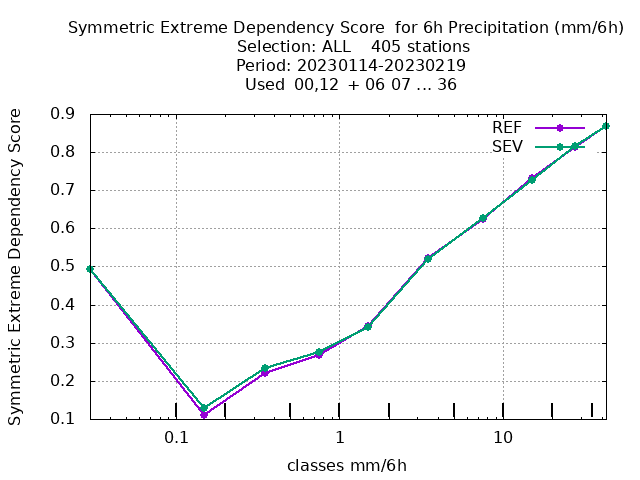 Symmetric Extreme Dependency Score  for 6h Precipitation (mm/6h)
Selection: ALL    405 stations
Period: 20230114-20230219
Used  00,12  + 06 07 ... 36
Symmetric Extreme Dependency Score
0.9
0.8
0.7
0.6
0.5
0.4
0.3
0.2
0.1
REF
SEV
0.1
1
10
classes mm/6h